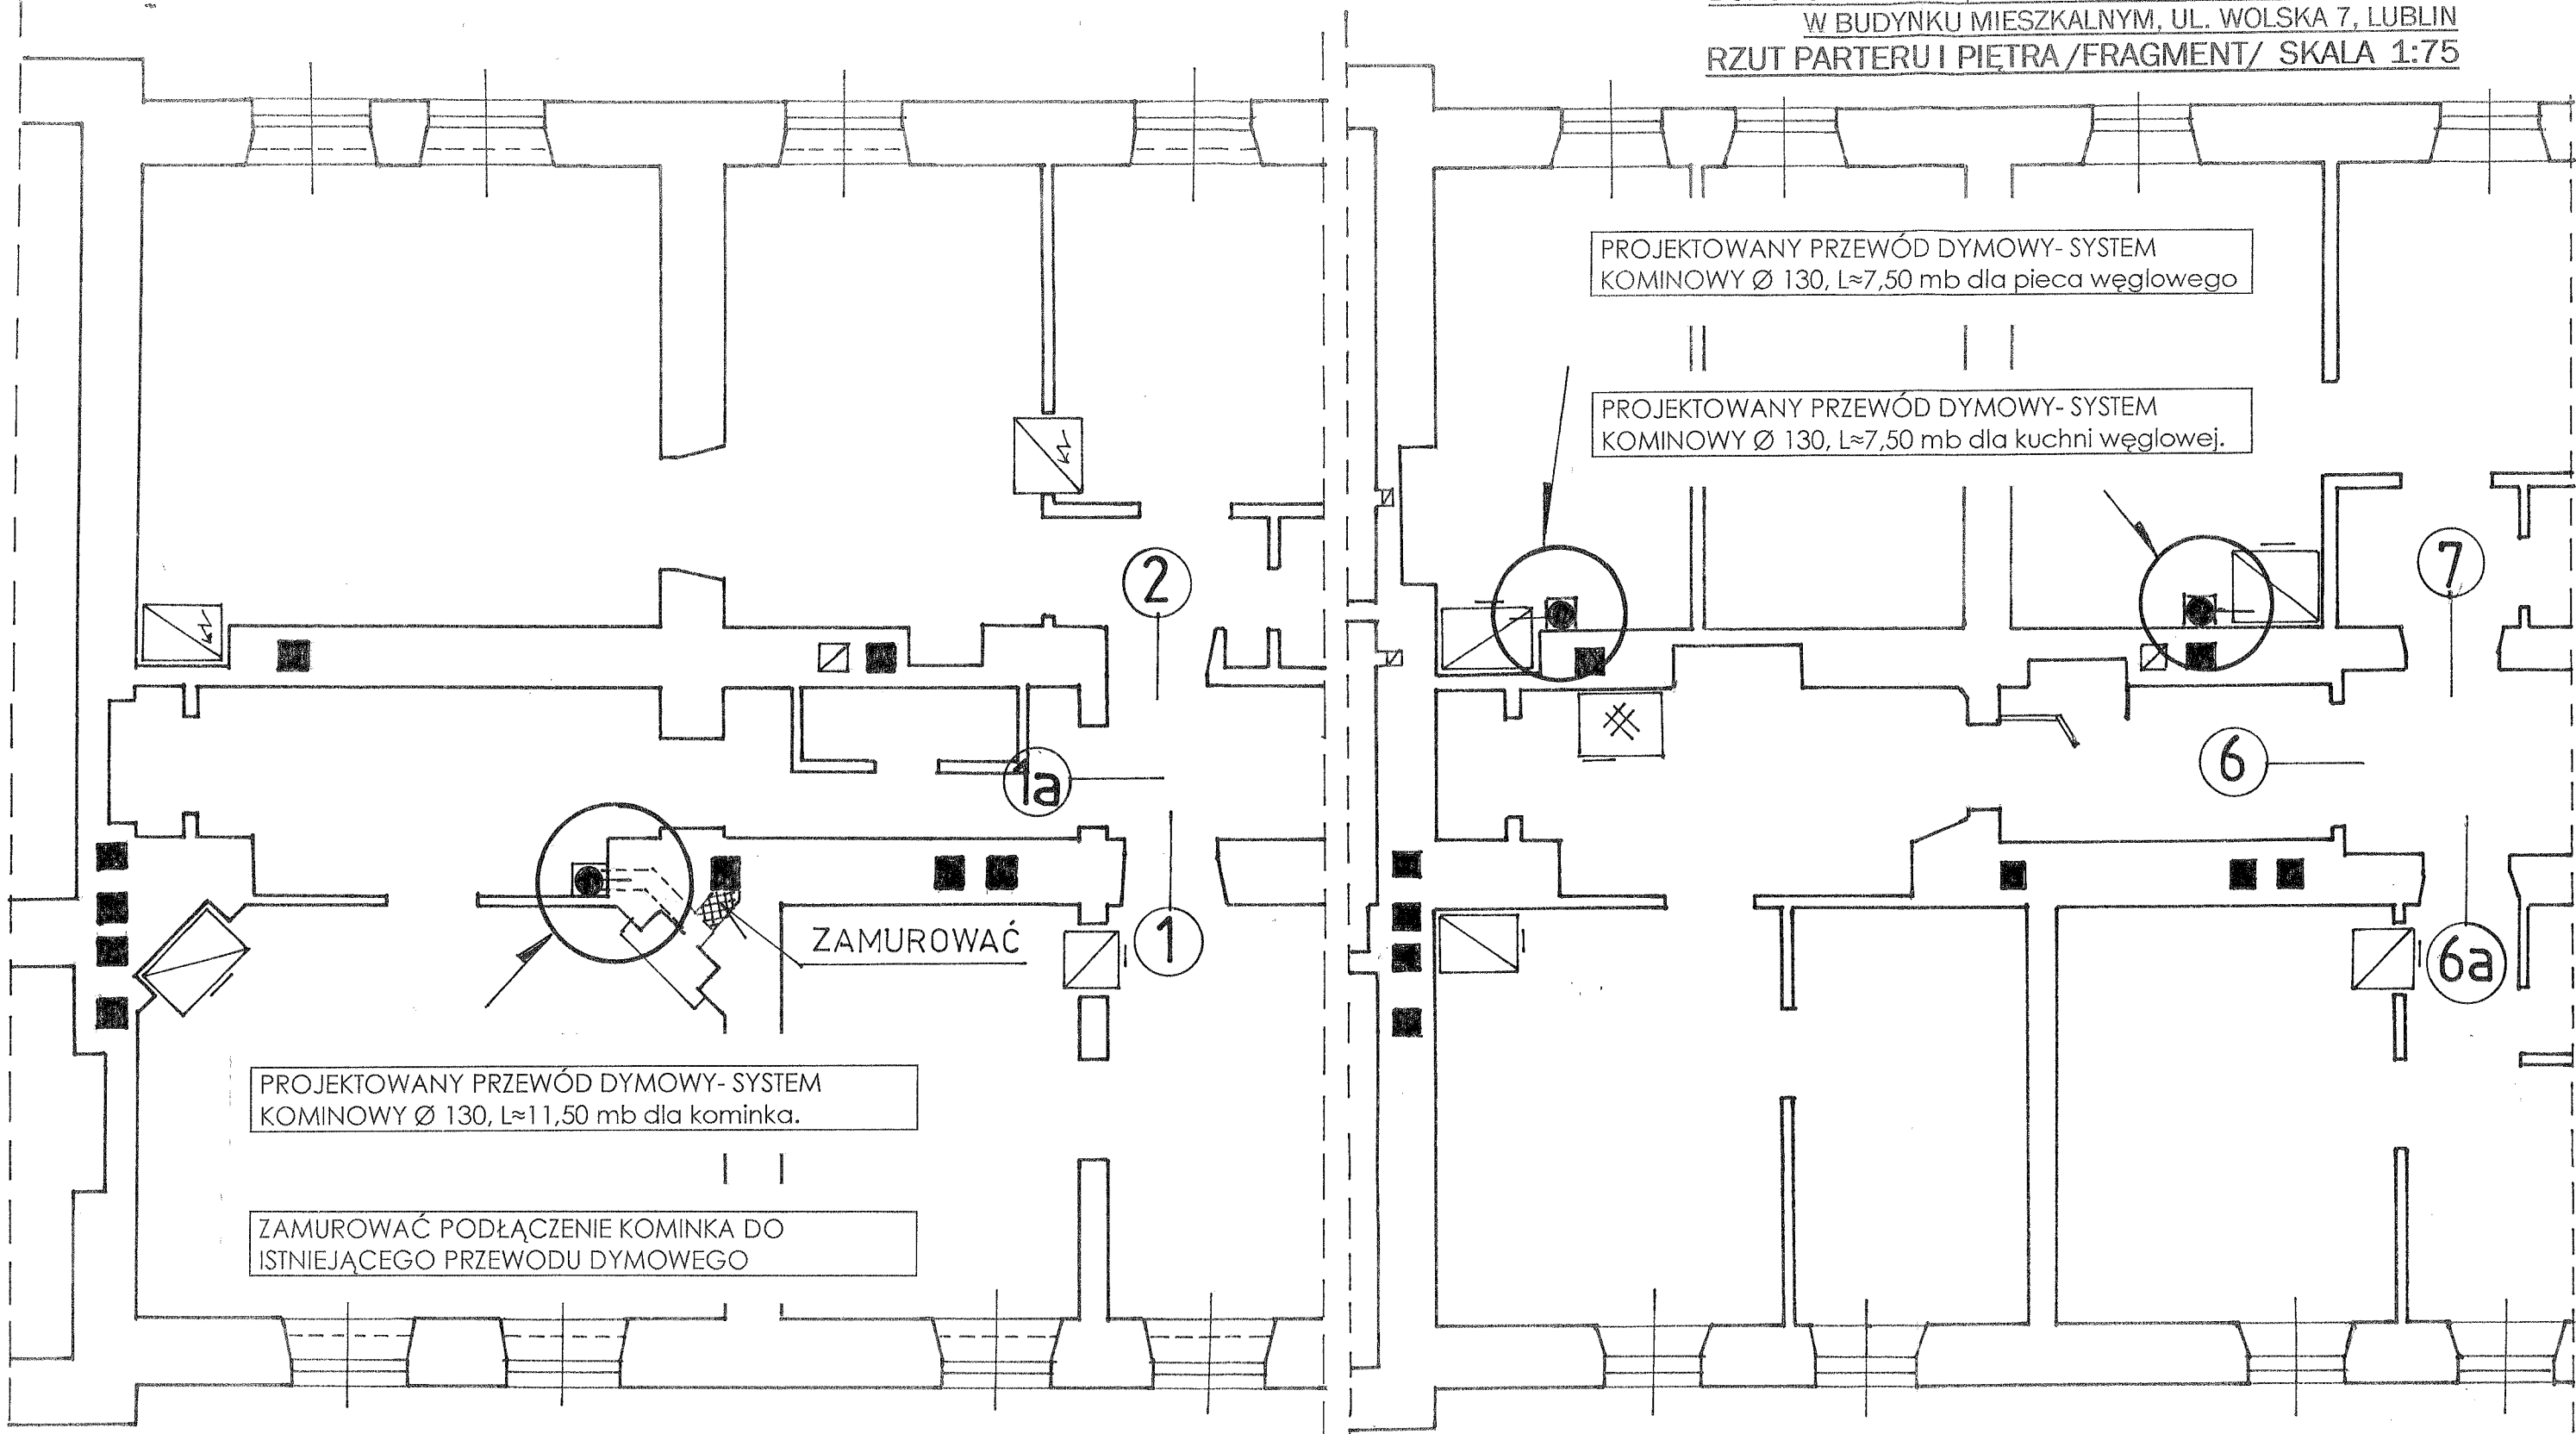 W BUDYNKU MIESZKALNYM, UL. WOLSKA 7, LUBLIN
RZUT PARTERU I PIĘTRA /FRAGMENT/ SKALA 1:75
PROJEKTOWANY PRZEWÓD DYMOWY- SYSTEM
KOMINOWY Ø 130, L≈7,50 mb dla pieca węglowego
PROJEKTOWANY PRZEWÓD DYMOWY- SYSTEM
KOMINOWY Ø 130, L≈7,50 mb dla kuchni węglowej.
2
7
1a
6
ZAMUROWAĆ
1
6a
PROJEKTOWANY PRZEWÓD DYMOWY- SYSTEM
KOMINOWY Ø 130, L≈11,50 mb dla kominka.
ZAMUROWAĆ PODŁĄCZENIE KOMINKA DO
ISTNIEJĄCEGO PRZEWODU DYMOWEGO